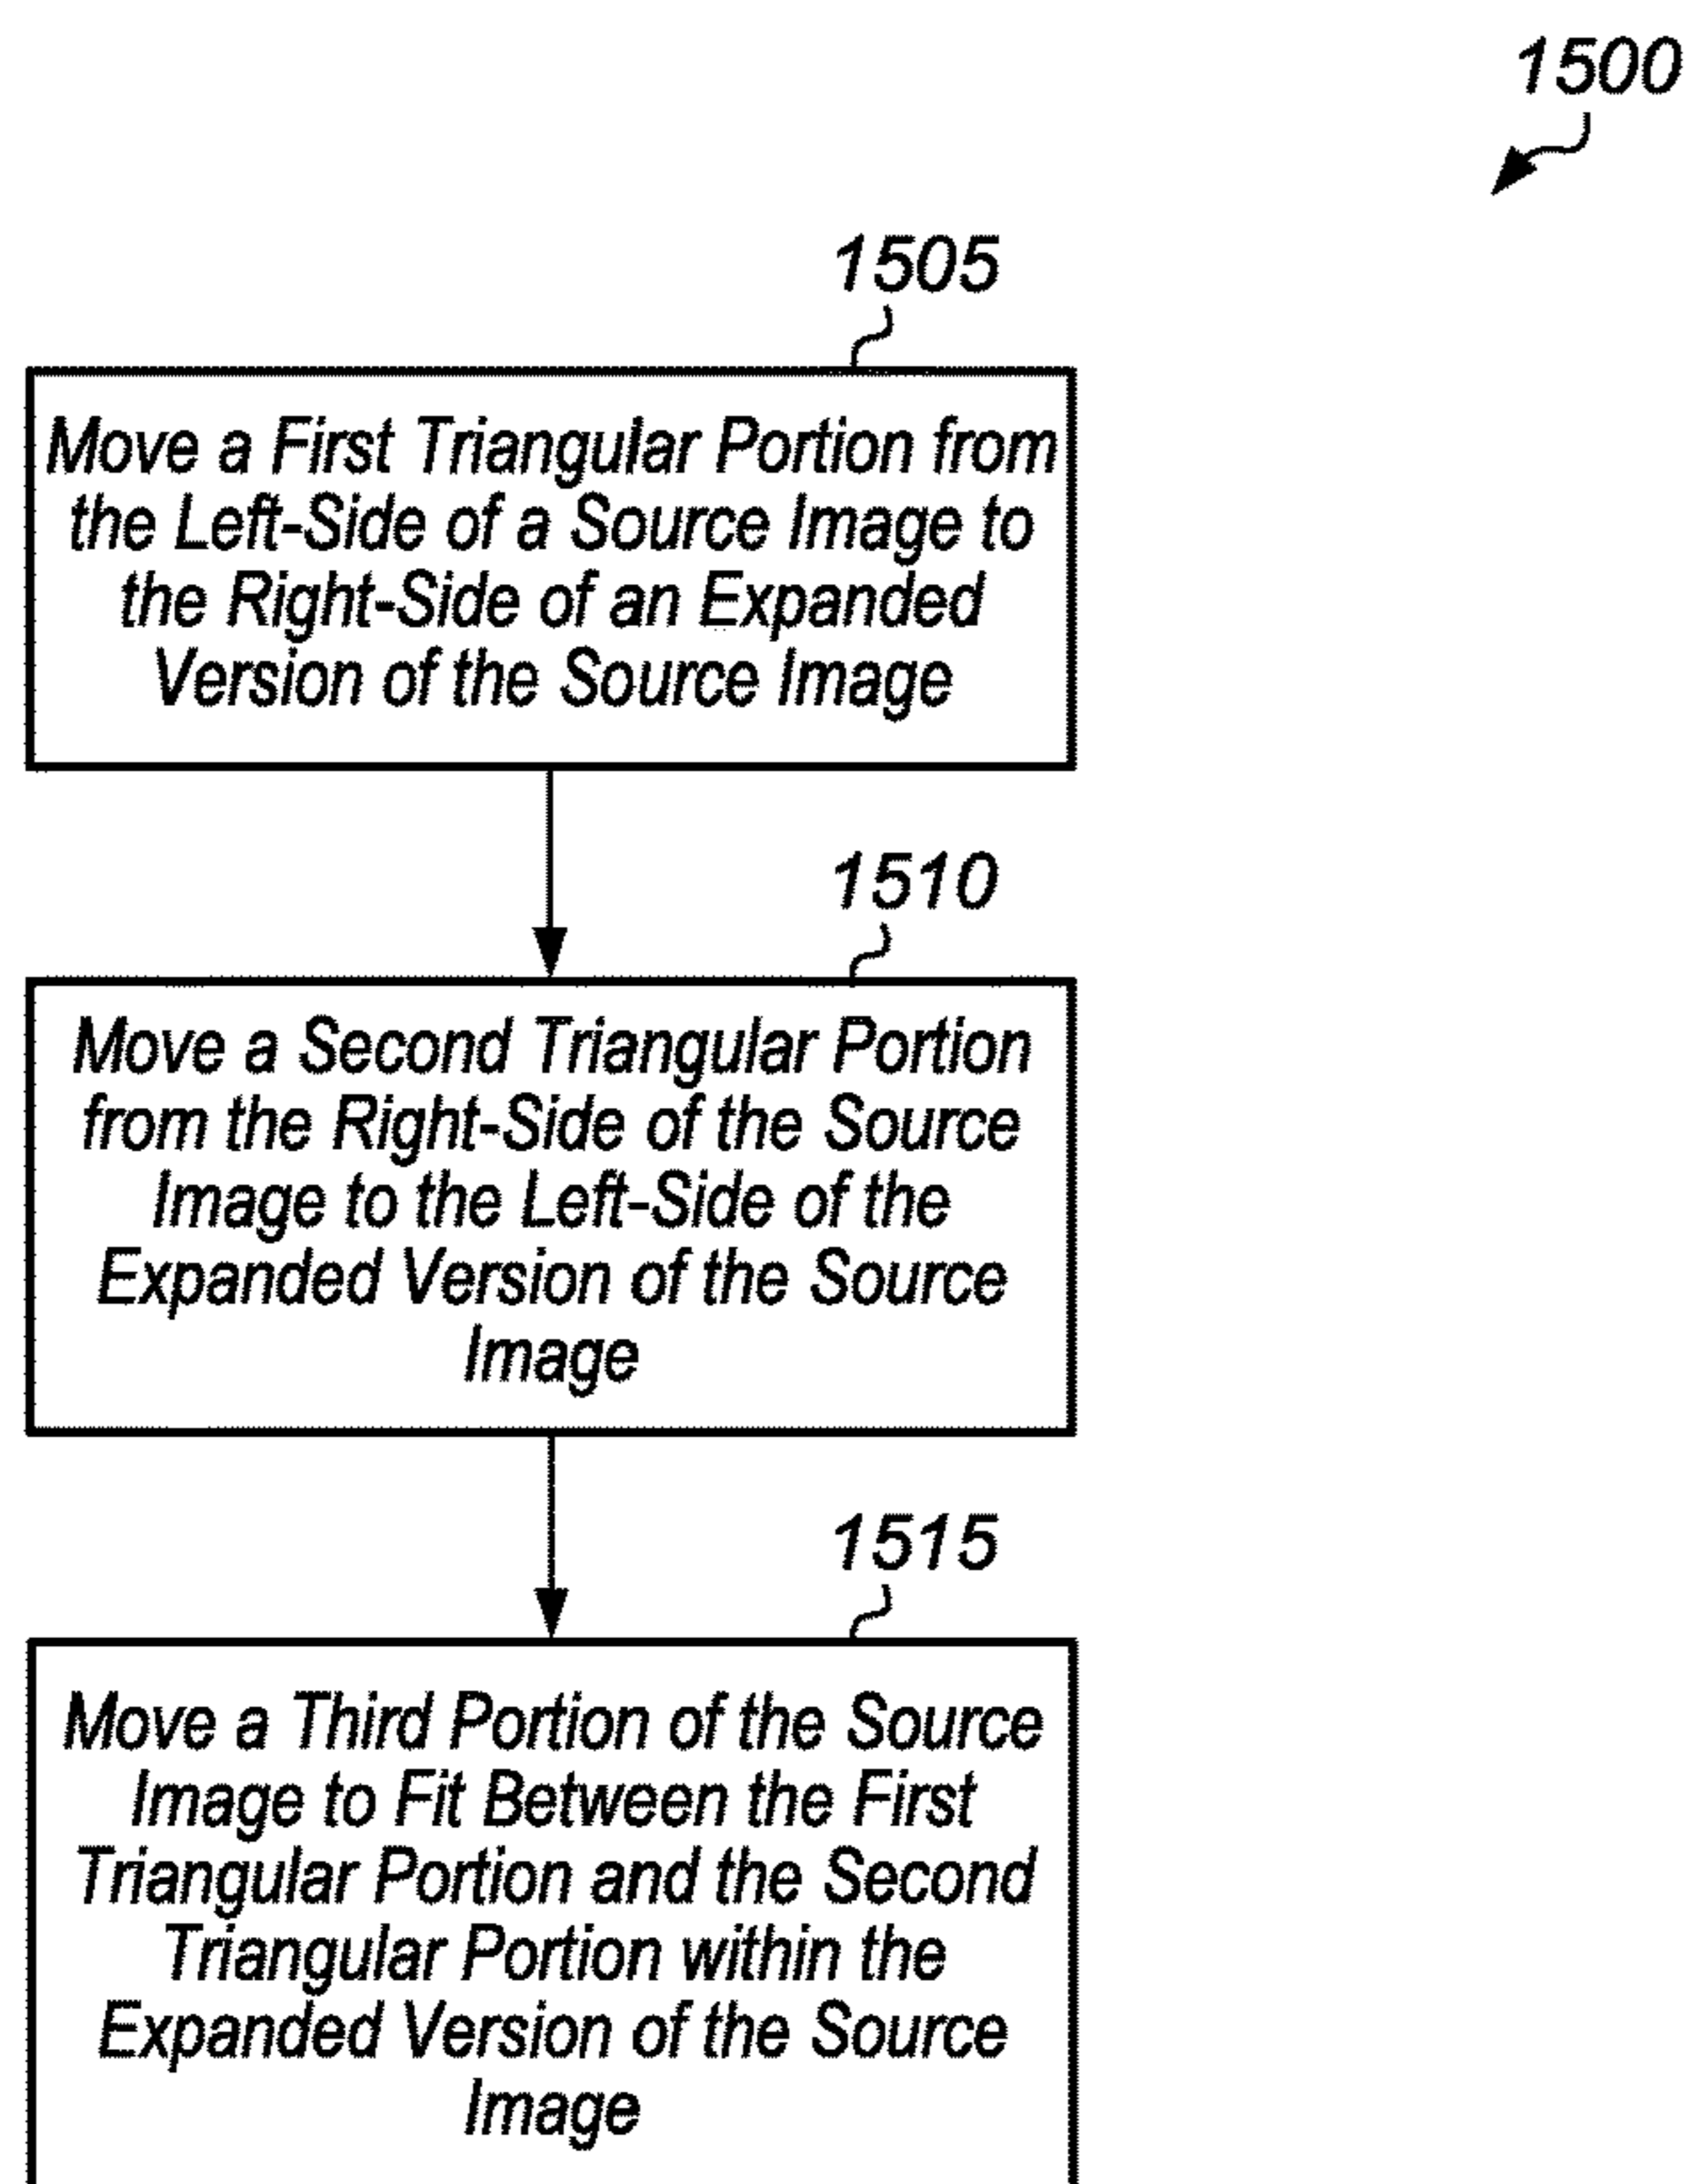 1500
1505
Move a First Triangular Portion from
the Left-Side of a Source Image to
the Right-Side of an Expanded
Version of the Source Image
1510
Move a Second Triangular Portion
from the Right-Side of the Source
Image to the Left-Side of the
Expanded Version of the Source
Image
1515
Move a Third Portion of the Source
Image to Fit Between the First
Triangular Portion and the Second
Triangular Portion within the
Expanded Version of the Source
Image